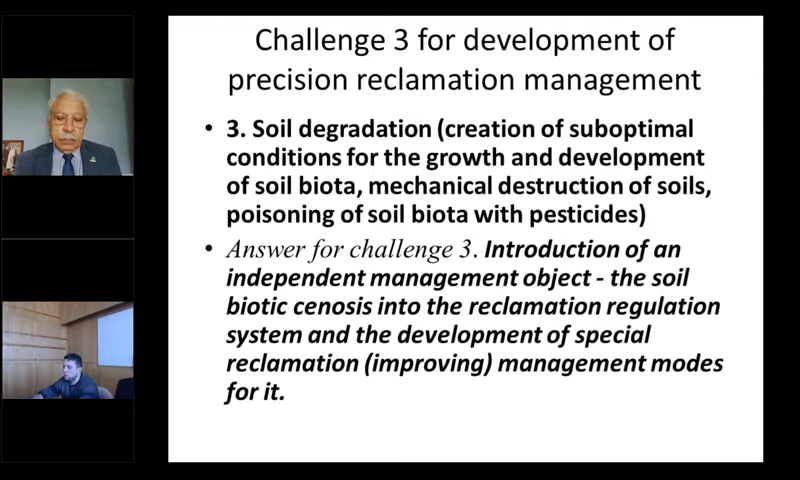 Challenge 3 for development of
precision reclamation management
• 3. Soil degradation (creation of suboptimal
conditions for the growth and development
of soil biota, mechanical destruction of soils,
poisoning of soil biota with pesticides)
• Answer for challenge 3. Introduction of an
independent management object - the soil
biotic cenosis into the reclamation regulation
system and the development of special
reclamation (improving) management modes
for it.